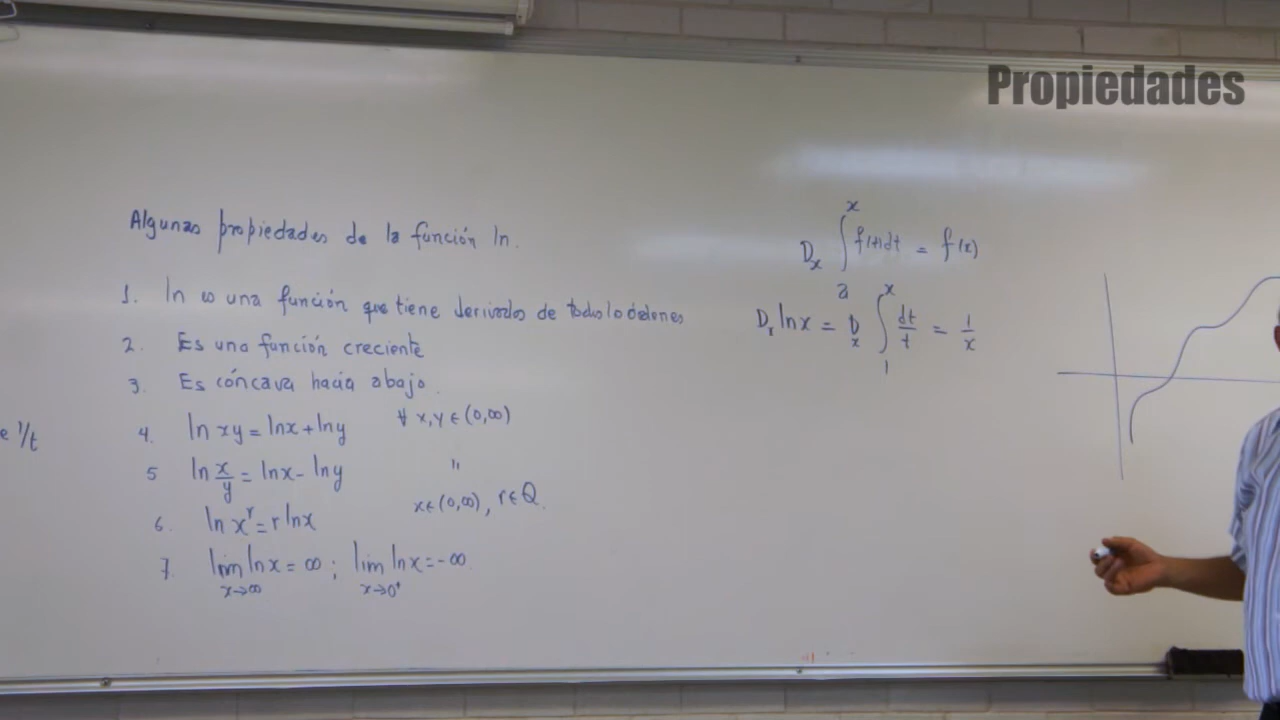 Propiedades
Algunas propiedades de la función ln.
1. ln es una función que tiene derivadas de todos los órdenes
2. Es una función creciente
3. Es cóncava hacia abajo.
4. ln xy = ln x + ln y ∀ x, y ∈ (0, ∞)
5 ln x/y = ln x - ln y "
6. ln x^r = r ln x x ∈ (0, ∞), r ∈ Q.
7. lim x→∞ ln x = ∞ ; lim x→0⁺ ln x = -∞
e 1/t
D_x ∫_a^x f(t)dt = f(x)
D_x ln x = D_x ∫_1^x dt/t = 1/x